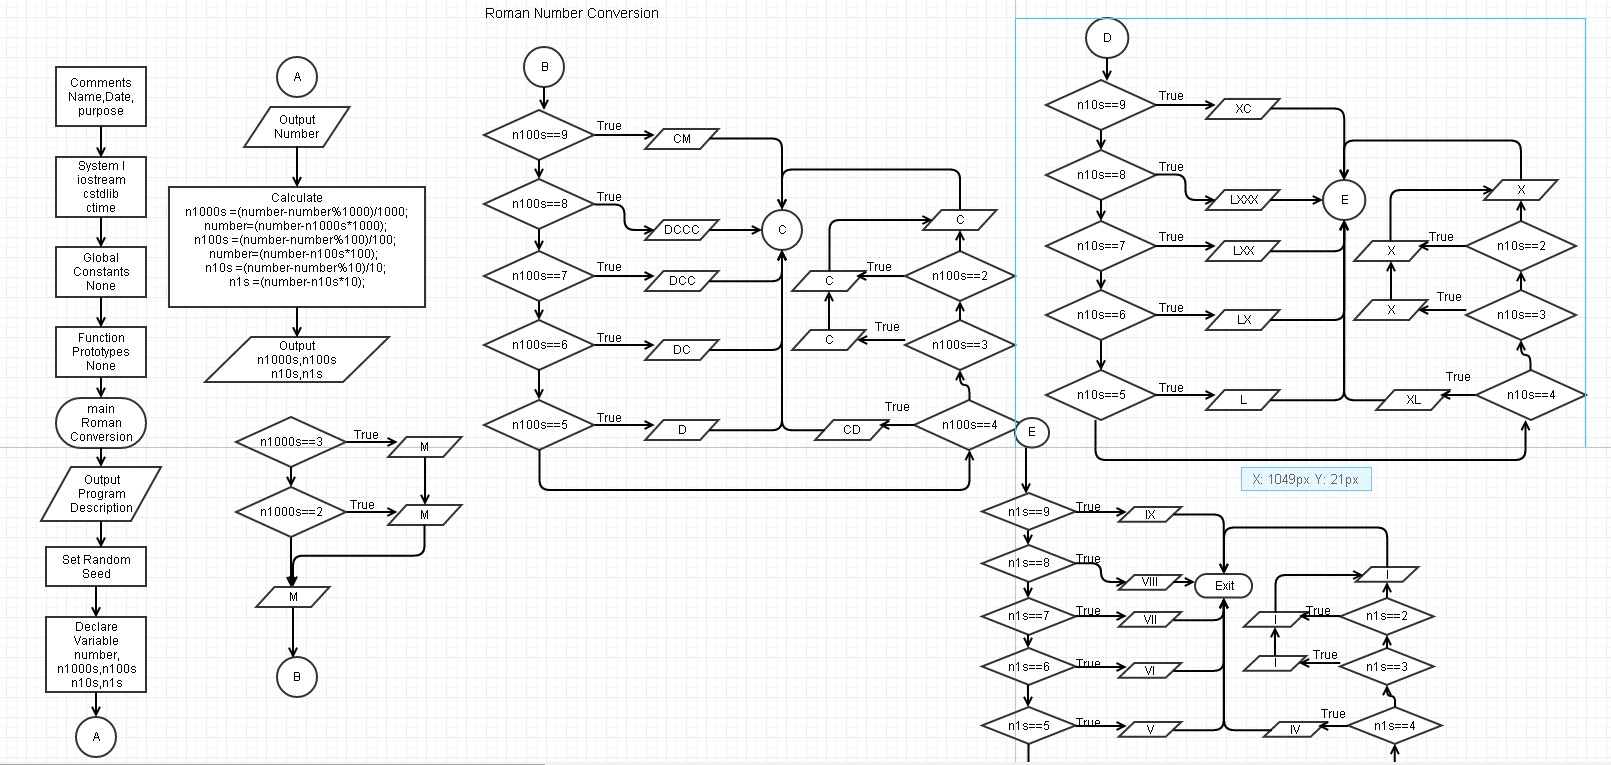 Roman Number Conversion
Comments
Name,Date,
purpose
System I
iostream
cstdlib
ctime
Global
Constants
None
Function
Prototypes
None
main
Roman
Conversion
Output
Program
Description
Set Random
Seed
Declare
Variable
number,
n1000s,n100s
n10s,n1s
A
A
Output
Number
Calculate
n1000s =(number-number%1000)/1000;
number=(number-n1000s*1000);
n100s =(number-number%100)/100;
number=(number-n100s*100);
n10s =(number-number%10)/10;
n1s =(number-n10s*10);
Output
n1000s,n100s
n10s,n1s
n1000s==3
True
M
n1000s==2
True
M
M
B
B
n100s==9
True
CM
n100s==8
True
DCCC
C
C
n100s==7
True
DCC
C
True
n100s==2
n100s==6
True
DC
C
True
n100s==3
n100s==5
True
D
CD
True
n100s==4
D
n10s==9
True
XC
n10s==8
True
LXXX
E
X
n10s==7
True
LXX
X
True
n10s==2
n10s==6
True
LX
X
True
n10s==3
n10s==5
True
L
XL
True
n10s==4
X: 1049px Y: 21px
E
n1s==9
True
IX
n1s==8
True
VIII
Exit
I
n1s==7
True
VII
I
True
n1s==2
n1s==6
True
VI
I
True
n1s==3
n1s==5
True
V
IV
True
n1s==4